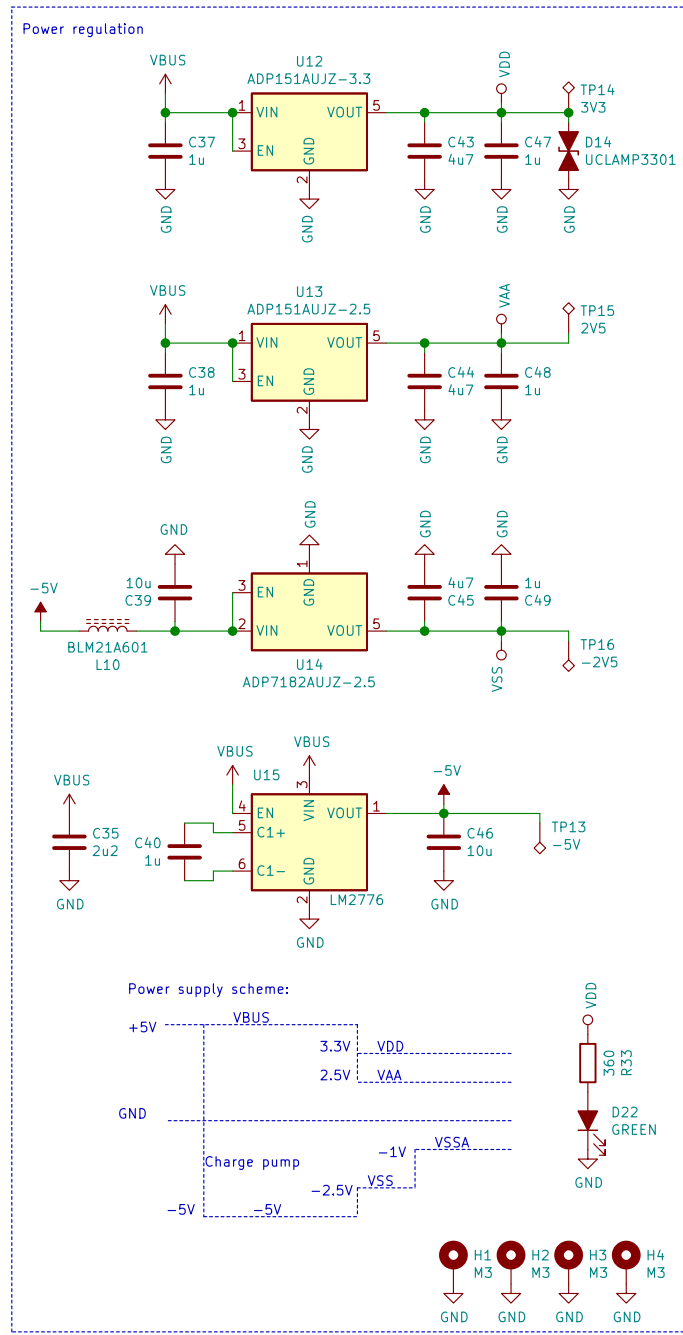 Power regulation
VBUS
U12
ADP151AUJZ-3.3
VDD
TP14
3V3
1
VIN
VOUT
5
C37
1u
3
EN
GND
2
C43
4u7
C47
1u
D14
UCLAMP3301
GND
GND
GND
GND
GND
VBUS
U13
ADP151AUJZ-2.5
VAA
TP15
2V5
1
VIN
VOUT
5
C38
1u
3
EN
GND
2
C44
4u7
C48
1u
GND
GND
GND
GND
GND
GND
GND
GND
-5V
10u
C39
1
GND
3
EN
2
VIN
VOUT
5
4u7
C45
1u
C49
BLM21A601
L10
U14
ADP7182AUJZ-2.5
VSS
TP16
-2V5
VBUS
VBUS
VBUS
U15
3
VIN
-5V
4
EN
VOUT
1
5
C1+
6
C1-
GND
2
C35
2u2
C40
1u
C46
10u
TP13
-5V
LM2776
GND
GND
GND
Power supply scheme:
+5V
VBUS
3.3V
VDD
2.5V
VAA
GND
-1V
VSSA
Charge pump
-2.5V
VSS
-5V
-5V
VDD
360
R33
D22
GREEN
GND
H1
M3
H2
M3
H3
M3
H4
M3
GND
GND
GND
GND